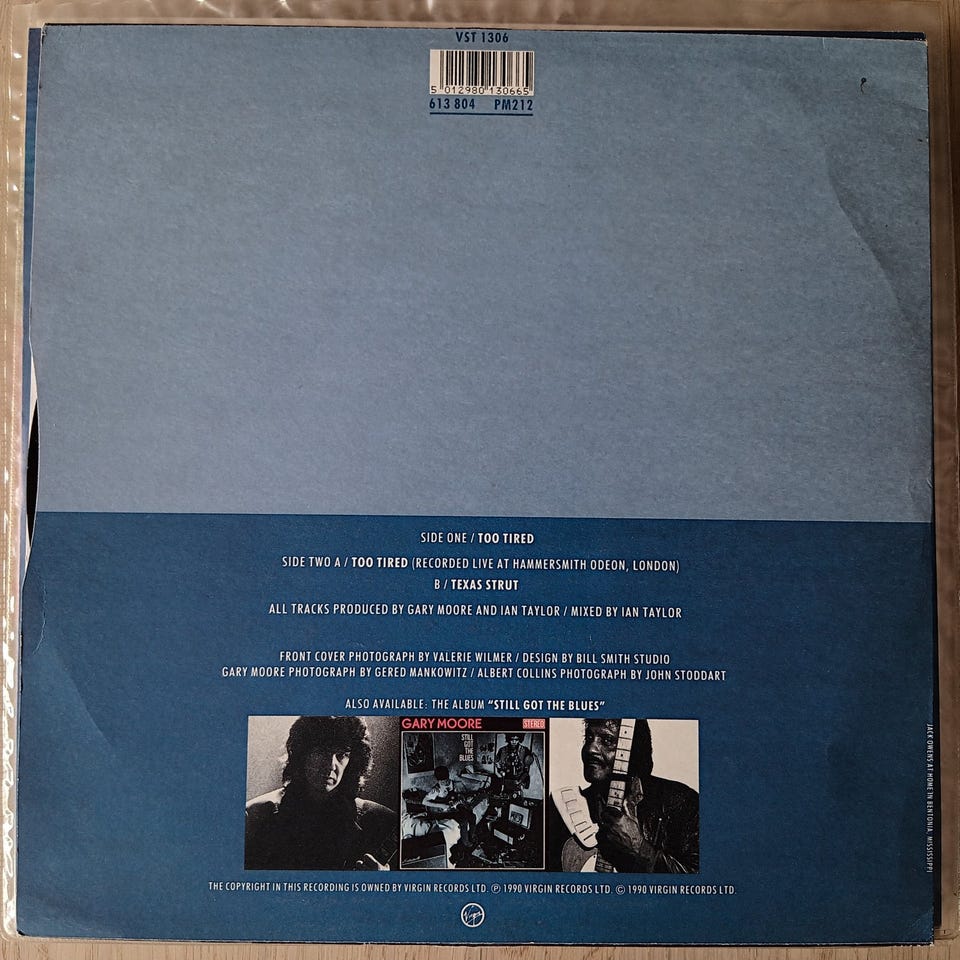 VST 1306
5 012980 130665
613 804 PM212
SIDE ONE / TOO TIRED
SIDE TWO A / TOO TIRED (RECORDED LIVE AT HAMMERSMITH ODEON, LONDON)
B / TEXAS STRUT
ALL TRACKS PRODUCED BY GARY MOORE AND IAN TAYLOR / MIXED BY IAN TAYLOR
FRONT COVER PHOTOGRAPH BY VALERIE WILMER / DESIGN BY BILL SMITH STUDIO
GARY MOORE PHOTOGRAPH BY GERED MANKOWITZ / ALBERT COLLINS PHOTOGRAPH BY JOHN STODDART
ALSO AVAILABLE: THE ALBUM "STILL GOT THE BLUES"
GARY MOORE STEREO
STILL
GOT
THE
BLUES
JACK OWENS AT HOME IN BENTONIA, MISSISSIPPI
THE COPYRIGHT IN THIS RECORDING IS OWNED BY VIRGIN RECORDS LTD. ℗ 1990 VIRGIN RECORDS LTD. © 1990 VIRGIN RECORDS LTD.
Virgin